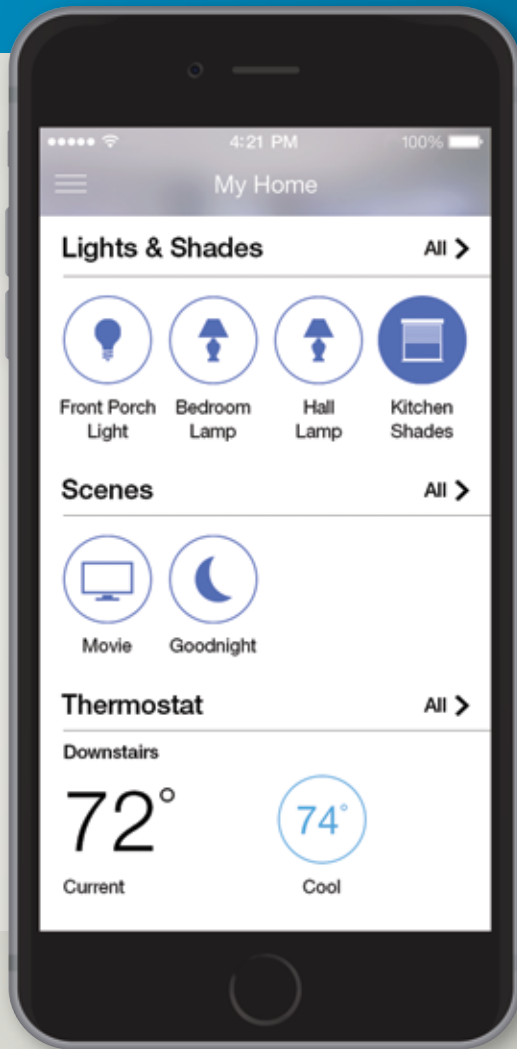 4:21 PM 100%
My Home
Lights & Shades All
Front Porch Light
Bedroom Lamp
Hall Lamp
Kitchen Shades
Scenes All
Movie
Goodnight
Thermostat All
Downstairs
72° 74°
Current Cool